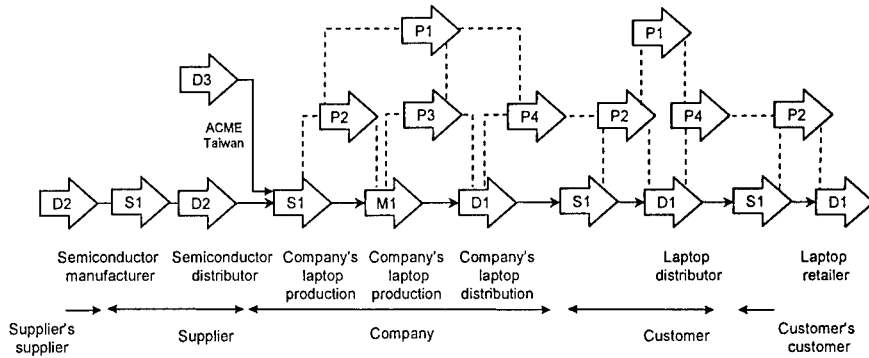 P1
P1
D3
ACME
Taiwan
P2
P3
P4
P2
P4
P2
D2
S1
D2
S1
M1
D1
S1
D1
S1
D1
Semiconductor
manufacturer
Semiconductor
distributor
Company's
laptop
production
Company's
laptop
production
Company's
laptop
distribution
Laptop
distributor
Laptop
retailer
Supplier's
supplier
Supplier
Company
Customer
Customer's
customer